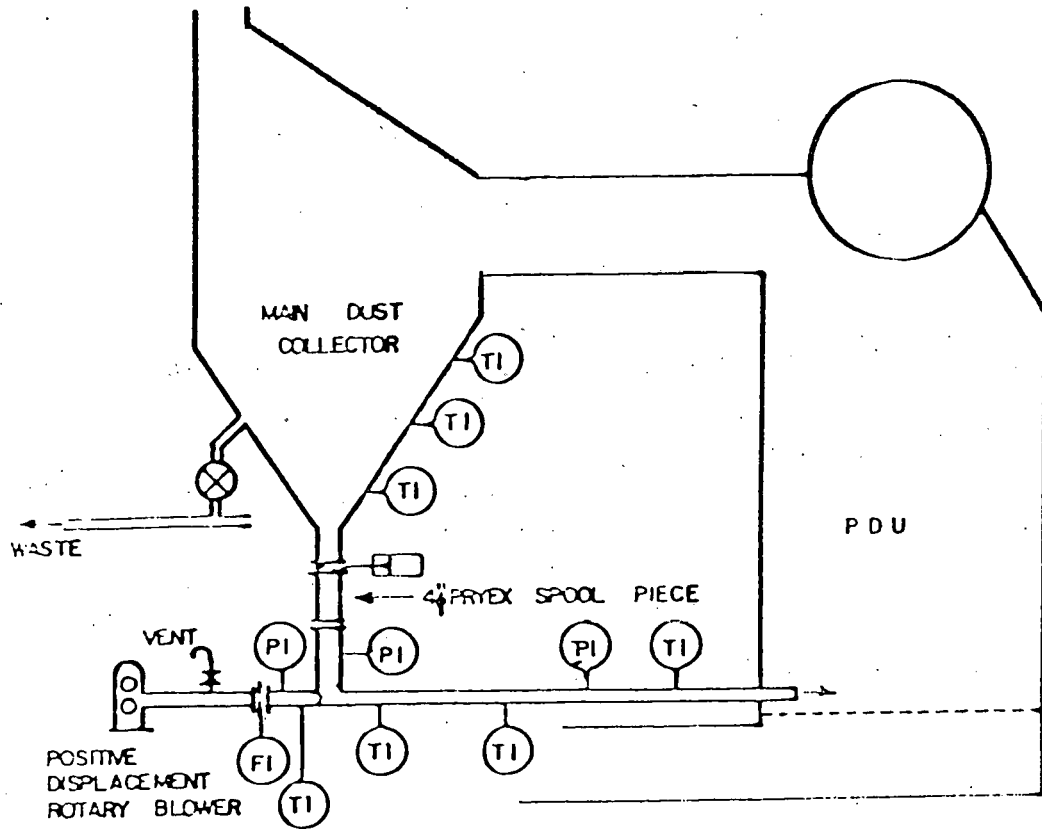 MAIN DUST
COLLECTOR
TI
TI
TI
WASTE
PDU
4"φ PRYEX SPOOL PIECE
VENT
PI
PI
PI
TI
FI
TI
TI
TI
POSITIVE
DISPLACEMENT
ROTARY BLOWER